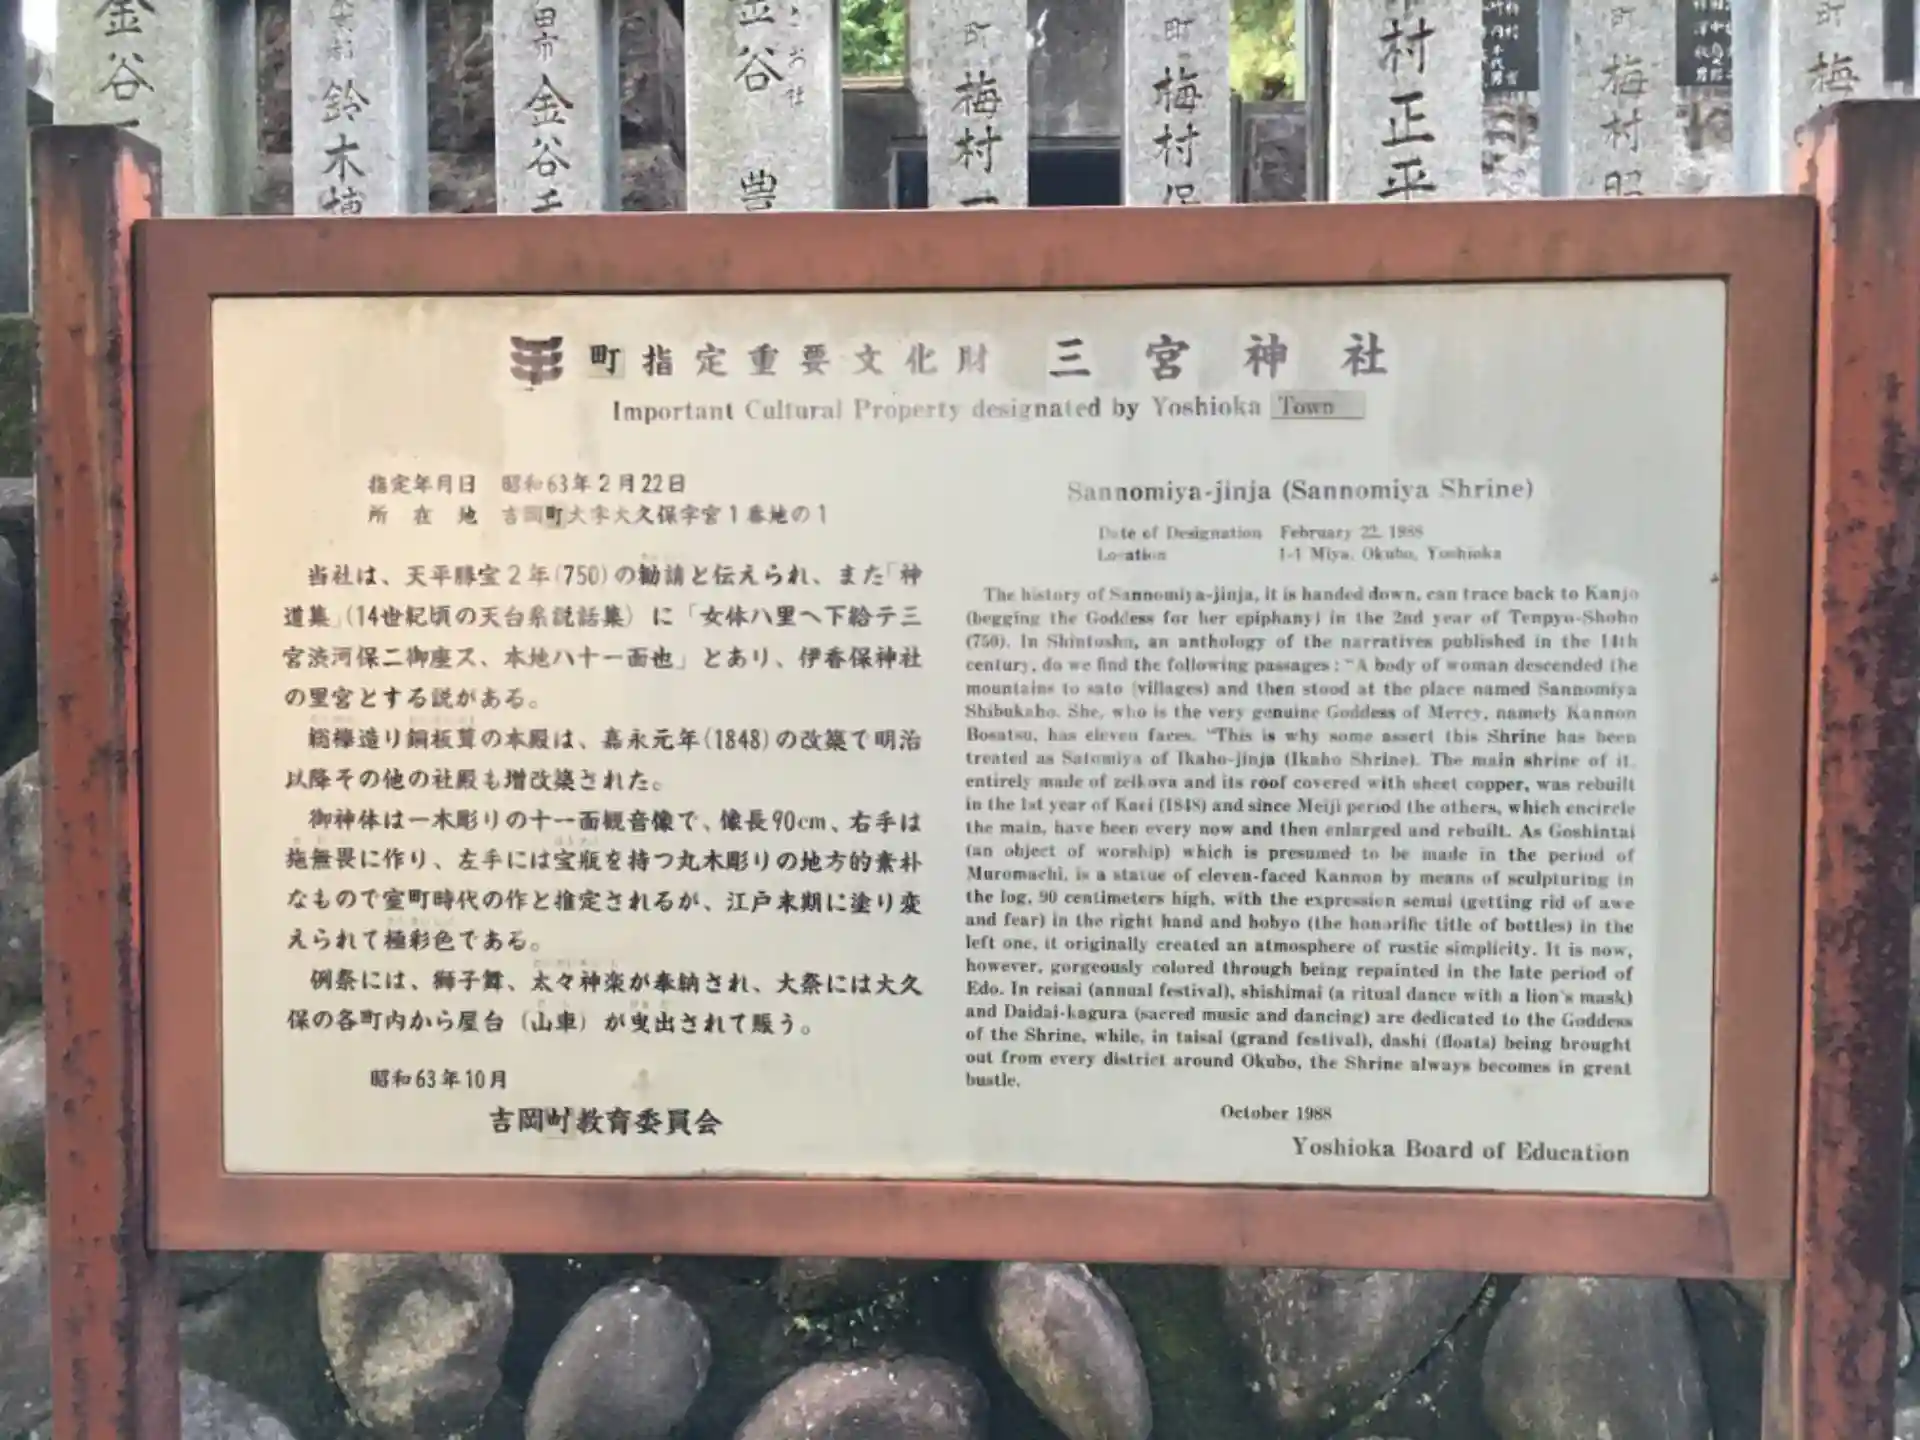 金谷
鈴木博
田市 金谷
金谷 豊
町 梅村一
町 梅村
村正平
梅村昭
町 梅
町指定重要文化財 三宮神社
Important Cultural Property designated by Yoshioka Town
指定年月日 昭和63年2月22日
所在地 吉岡町大字大久保字宮1番地の1
当社は、天平勝宝2年(750)の勧請と伝えられ、また「神
道集」(14世紀頃の天台系説話集)に「女体ハ里ヘ下給テ三
宮渋河保二御座ス、本地ハ十一面也」とあり、伊香保神社
の里宮とする説がある。
総欅造り銅板葺の本殿は、嘉永元年(1848)の改築で明治
以降その他の社殿も増改築された。
御神体は一木彫りの十一面観音像で、像長90cm、右手は
施無畏に作り、左手には宝瓶を持つ丸木彫りの地方的素朴
なもので室町時代の作と推定されるが、江戸末期に塗り変
えられて極彩色である。
例祭には、獅子舞、太々神楽が奉納され、大祭には大久
保の各町内から屋台(山車)が曳出されて賑う。
昭和63年10月
吉岡町教育委員会
Sannomiya-jinja (Sannomiya Shrine)
Date of Designation February 22, 1988
Location 1-1 Miya, Okubo, Yoshioka
The history of Sannomiya-jinja, it is handed down, can trace back to Kanjo
(begging the Goddess for her epiphany) in the 2nd year of Tenpyo-Shoho
(750). In Shintoshu, an anthology of the narratives published in the 14th
century, do we find the following passages : "A body of woman descended the
mountains to sato (villages) and then stood at the place named Sannomiya
Shibukaho. She, who is the very genuine Goddess of Mercy, namely Kannon
Bosatsu, has eleven faces. "This is why some assert this Shrine has been
treated as Satomiya of Ikaho-jinja (Ikaho Shrine). The main shrine of it,
entirely made of zelkova and its roof covered with sheet copper, was rebuilt
in the 1st year of Kaei (1848) and since Meiji period the others, which encircle
the main, have been every now and then enlarged and rebuilt. As Goshintai
(an object of worship) which is presumed to be made in the period of
Muromachi, is a statue of eleven-faced Kannon by means of sculpturing in
the log, 90 centimeters high, with the expression semui (getting rid of awe
and fear) in the right hand and hobyo (the honorific title of bottles) in the
left one, it originally created an atmosphere of rustic simplicity. It is now,
however, gorgeously colored through being repainted in the late period of
Edo. In reisai (annual festival), shishimai (a ritual dance with a lion's mask)
and Daidai-kagura (sacred music and dancing) are dedicated to the Goddess
of the Shrine, while, in taisai (grand festival), dashi (floats) being brought
out from every district around Okubo, the Shrine always becomes in great
bustle.
October 1988
Yoshioka Board of Education